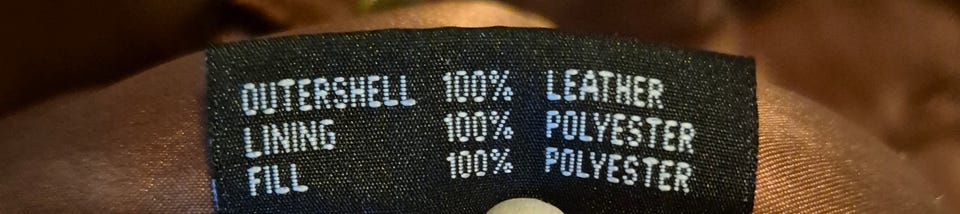 OUTERSHELL 100% LEATHER
LINING 100% POLYESTER
FILL 100% POLYESTER